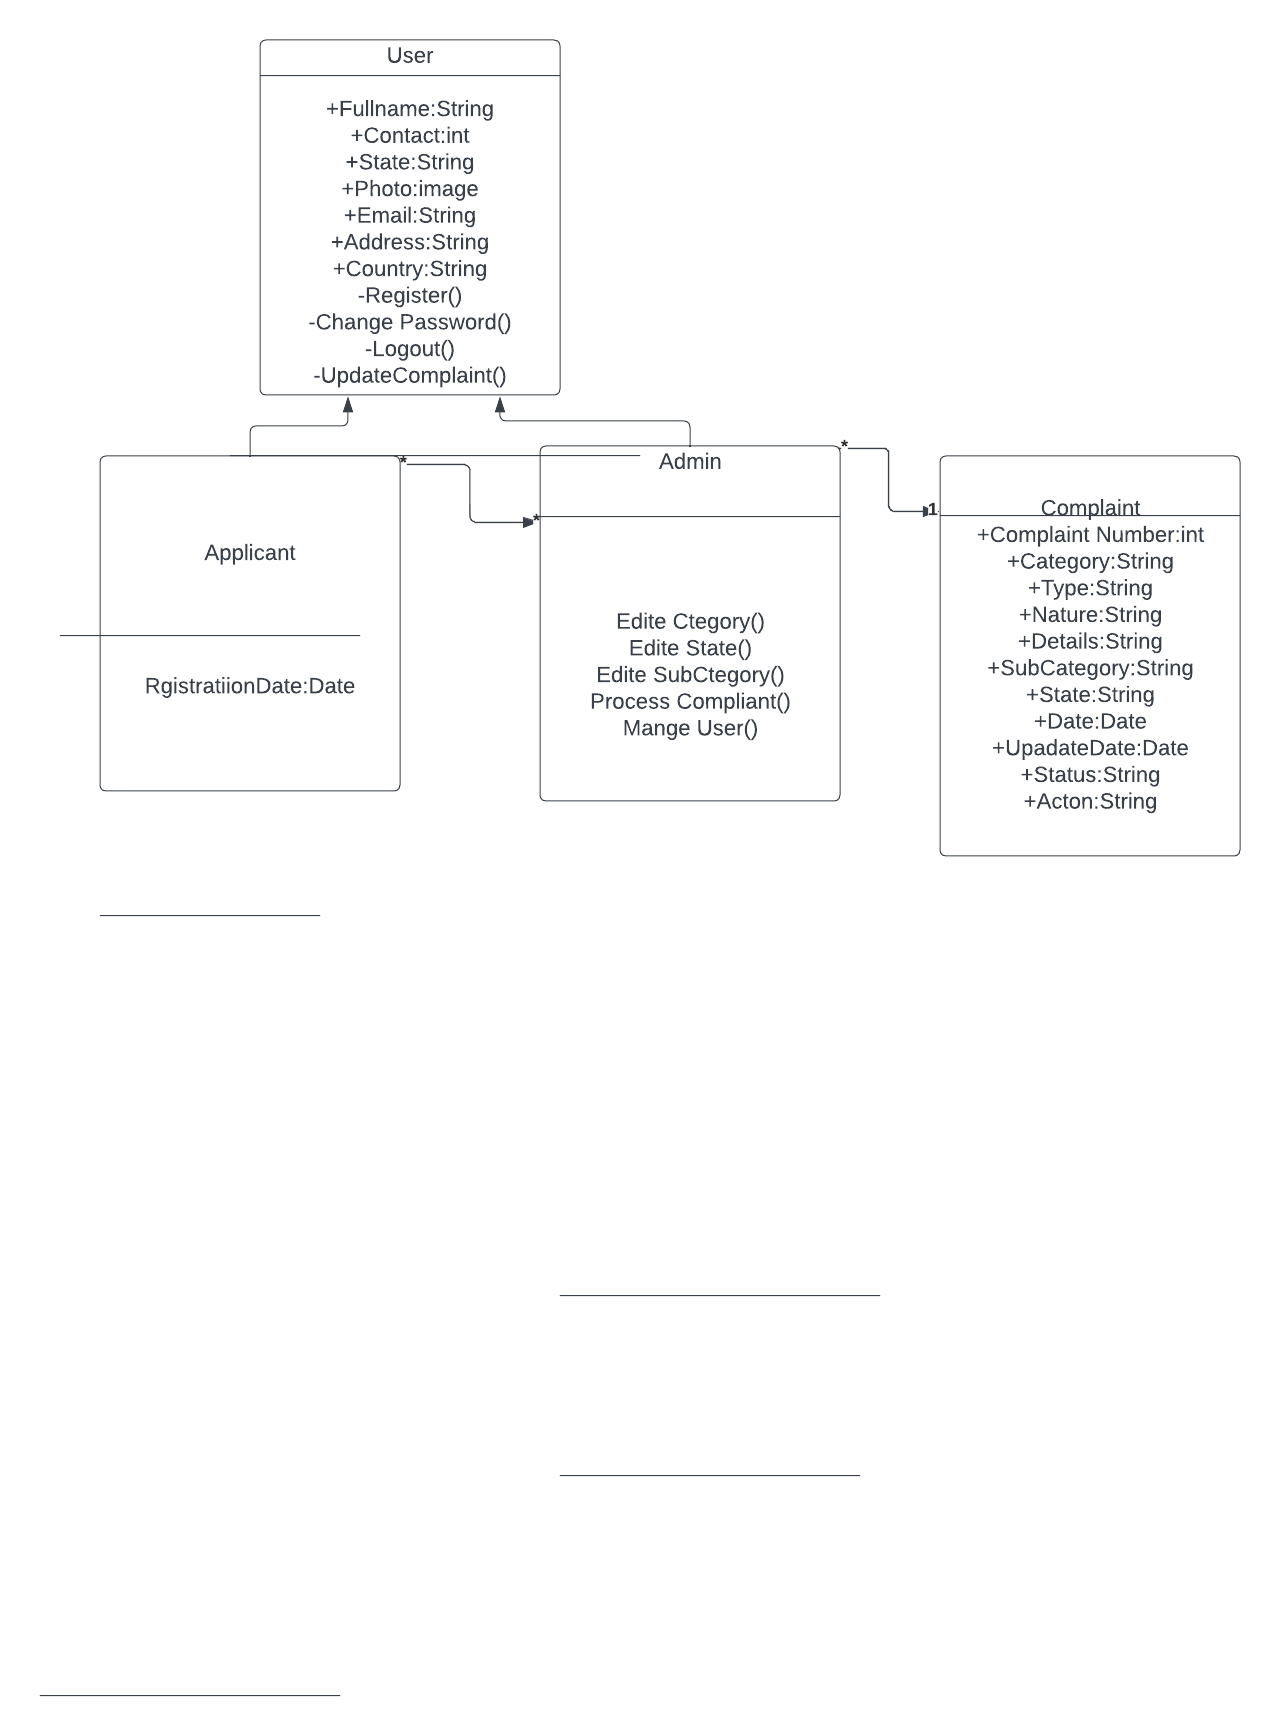 User
+Fullname:String
+Contact:int
+State:String
+Photo:image
+Email:String
+Address:String
+Country:String
-Register()
-Change Password()
-Logout()
-UpdateComplaint()
Applicant
RgistratiionDate:Date
*
*
Admin
Edite Ctegory()
Edite State()
Edite SubCtegory()
Process Compliant()
Mange User()
*
1
Complaint
+Complaint Number:int
+Category:String
+Type:String
+Nature:String
+Details:String
+SubCategory:String
+State:String
+Date:Date
+UpadateDate:Date
+Status:String
+Acton:String